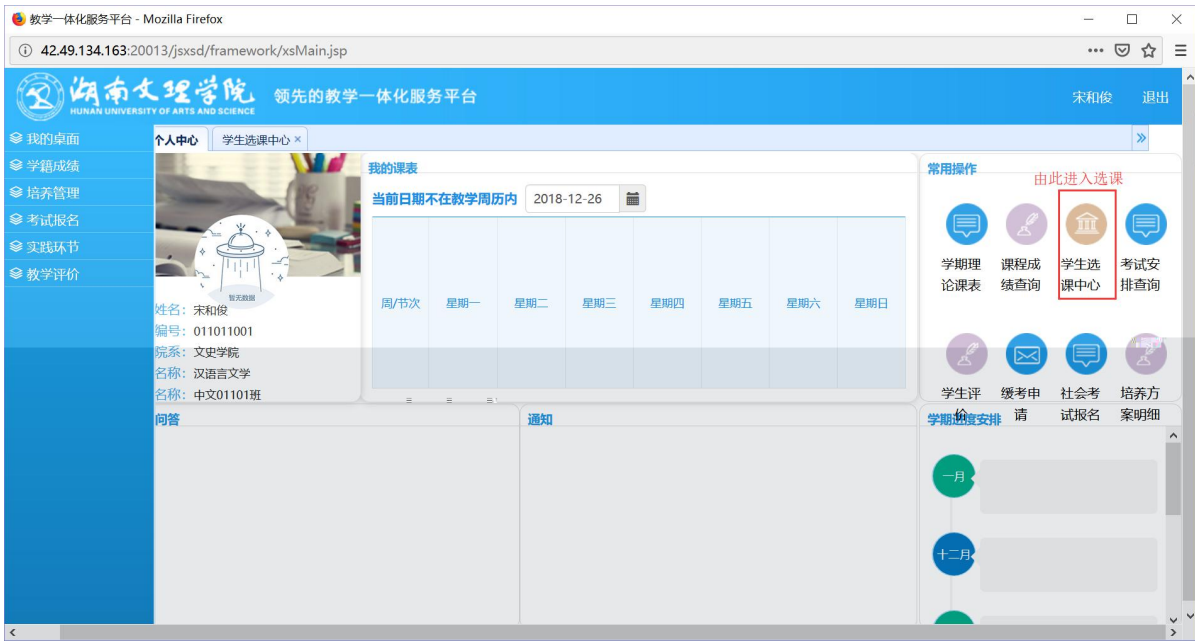 教学一体化服务平台 - Mozilla Firefox
42.49.134.163:20013/jsxsd/framework/xsMain.jsp
湖南文理学院
HUNAN UNIVERSITY OF ARTS AND SCIENCE
领先的教学一体化服务平台
宋和俊 退出
我的桌面
学籍成绩
培养管理
考试报名
实践环节
教学评价
个人中心 学生选课中心 ×
暂无数据
姓名：宋和俊
编号：011011001
院系：文史学院
名称：汉语言文学
名称：中文01101班
我的课表
当前日期不在教学周历内 2018-12-26
周/节次 星期一 星期二 星期三 星期四 星期五 星期六 星期日
常用操作
由此进入选课
学期理论课表
课程成绩查询
学生选课中心
考试安排查询
学生评价
缓考申请
社会考试报名
培养方案明细
问答
通知
学期进度安排
一月
十二月